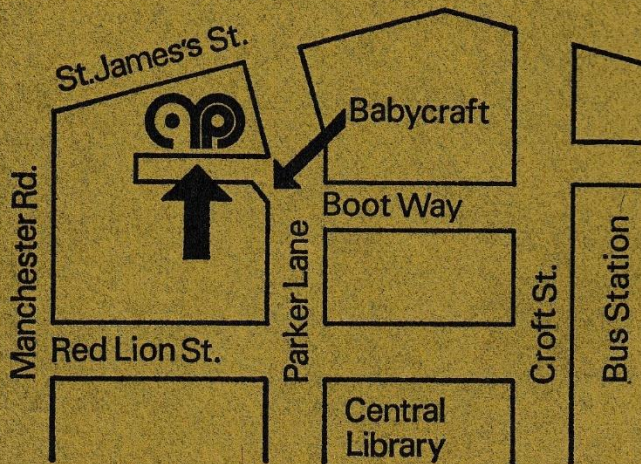 St. James's St.
ap
Babycraft
Manchester Rd.
Boot Way
Parker Lane
Croft St.
Bus Station
Red Lion St.
Central
Library